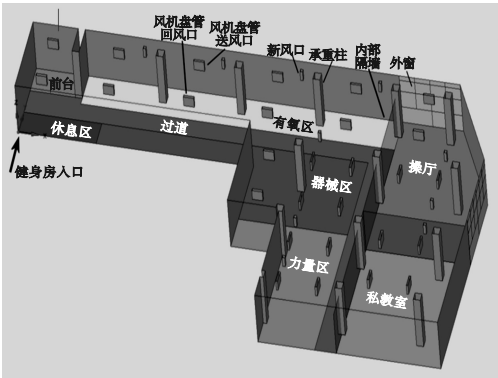 风机盘管
回风口
风机盘管
送风口
新风口
承重柱
内部
隔墙
外窗
前台
休息区
过道
有氧区
操厅
器械区
健身房入口
力量区
私教室